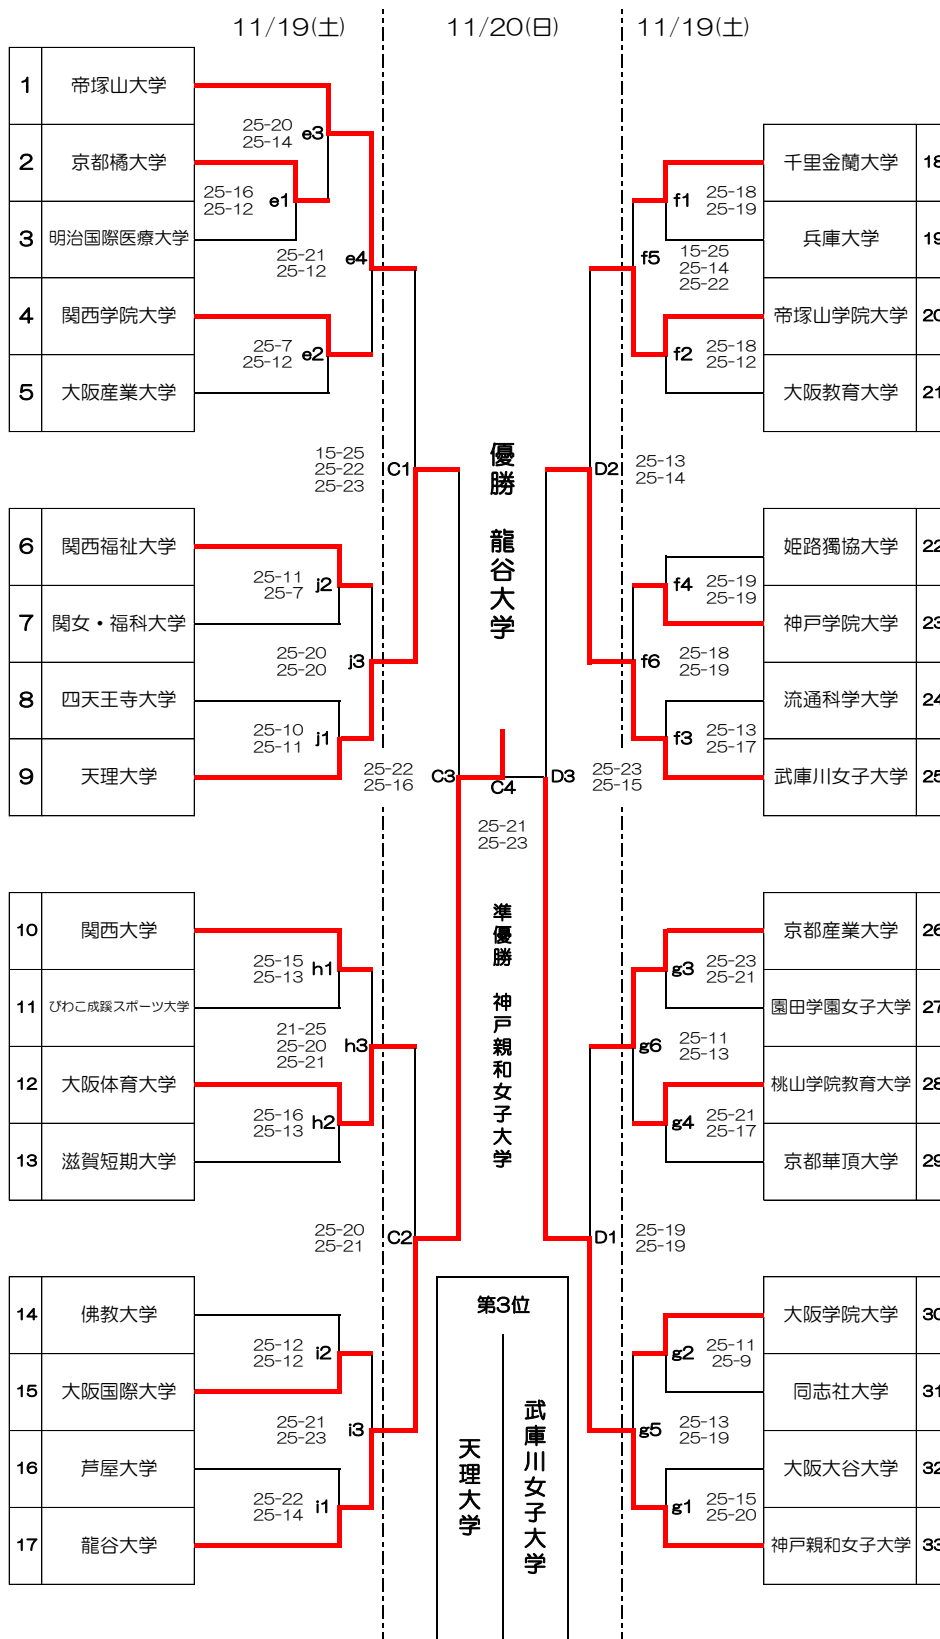 11/19(土)
11/20(日)
11/19(土)
1 帝塚山大学
2 京都橘大学
3 明治国際医療大学
4 関西学院大学
5 大阪産業大学
25-20
25-14
e3
25-16
25-12
e1
25-21
25-12
e4
25-7
25-12
e2
15-25
25-22
25-23
C1
6 関西福祉大学
7 関女・福科大学
8 四天王寺大学
9 天理大学
25-11
25-7
j2
25-20
25-20
j3
25-10
25-11
j1
25-22
25-16
C3
10 関西大学
11 びわこ成蹊スポーツ大学
12 大阪体育大学
13 滋賀短期大学
25-15
25-13
h1
21-25
25-20
25-21
h3
25-16
25-13
h2
25-20
25-21
C2
14 佛教大学
15 大阪国際大学
16 芦屋大学
17 龍谷大学
25-12
25-12
i2
25-21
25-23
i3
25-22
25-14
i1
優勝 龍谷大学
C4
25-21
25-23
準優勝 神戸親和女子大学
第3位
天理大学
武庫川女子大学
千里金蘭大学 18
兵庫大学 19
帝塚山学院大学 20
大阪教育大学 21
f1
25-18
25-19
f5
15-25
25-14
25-22
f2
25-18
25-12
D2
25-13
25-14
姫路獨協大学 22
神戸学院大学 23
流通科学大学 24
武庫川女子大学 25
f4
25-19
25-19
f6
25-18
25-19
f3
25-13
25-17
D3
25-23
25-15
京都産業大学 26
園田学園女子大学 27
桃山学院教育大学 28
京都華頂大学 29
g3
25-23
25-21
g6
25-11
25-13
g4
25-21
25-17
D1
25-19
25-19
大阪学院大学 30
同志社大学 31
大阪大谷大学 32
神戸親和女子大学 33
g2
25-11
25-9
g5
25-13
25-19
g1
25-15
25-20